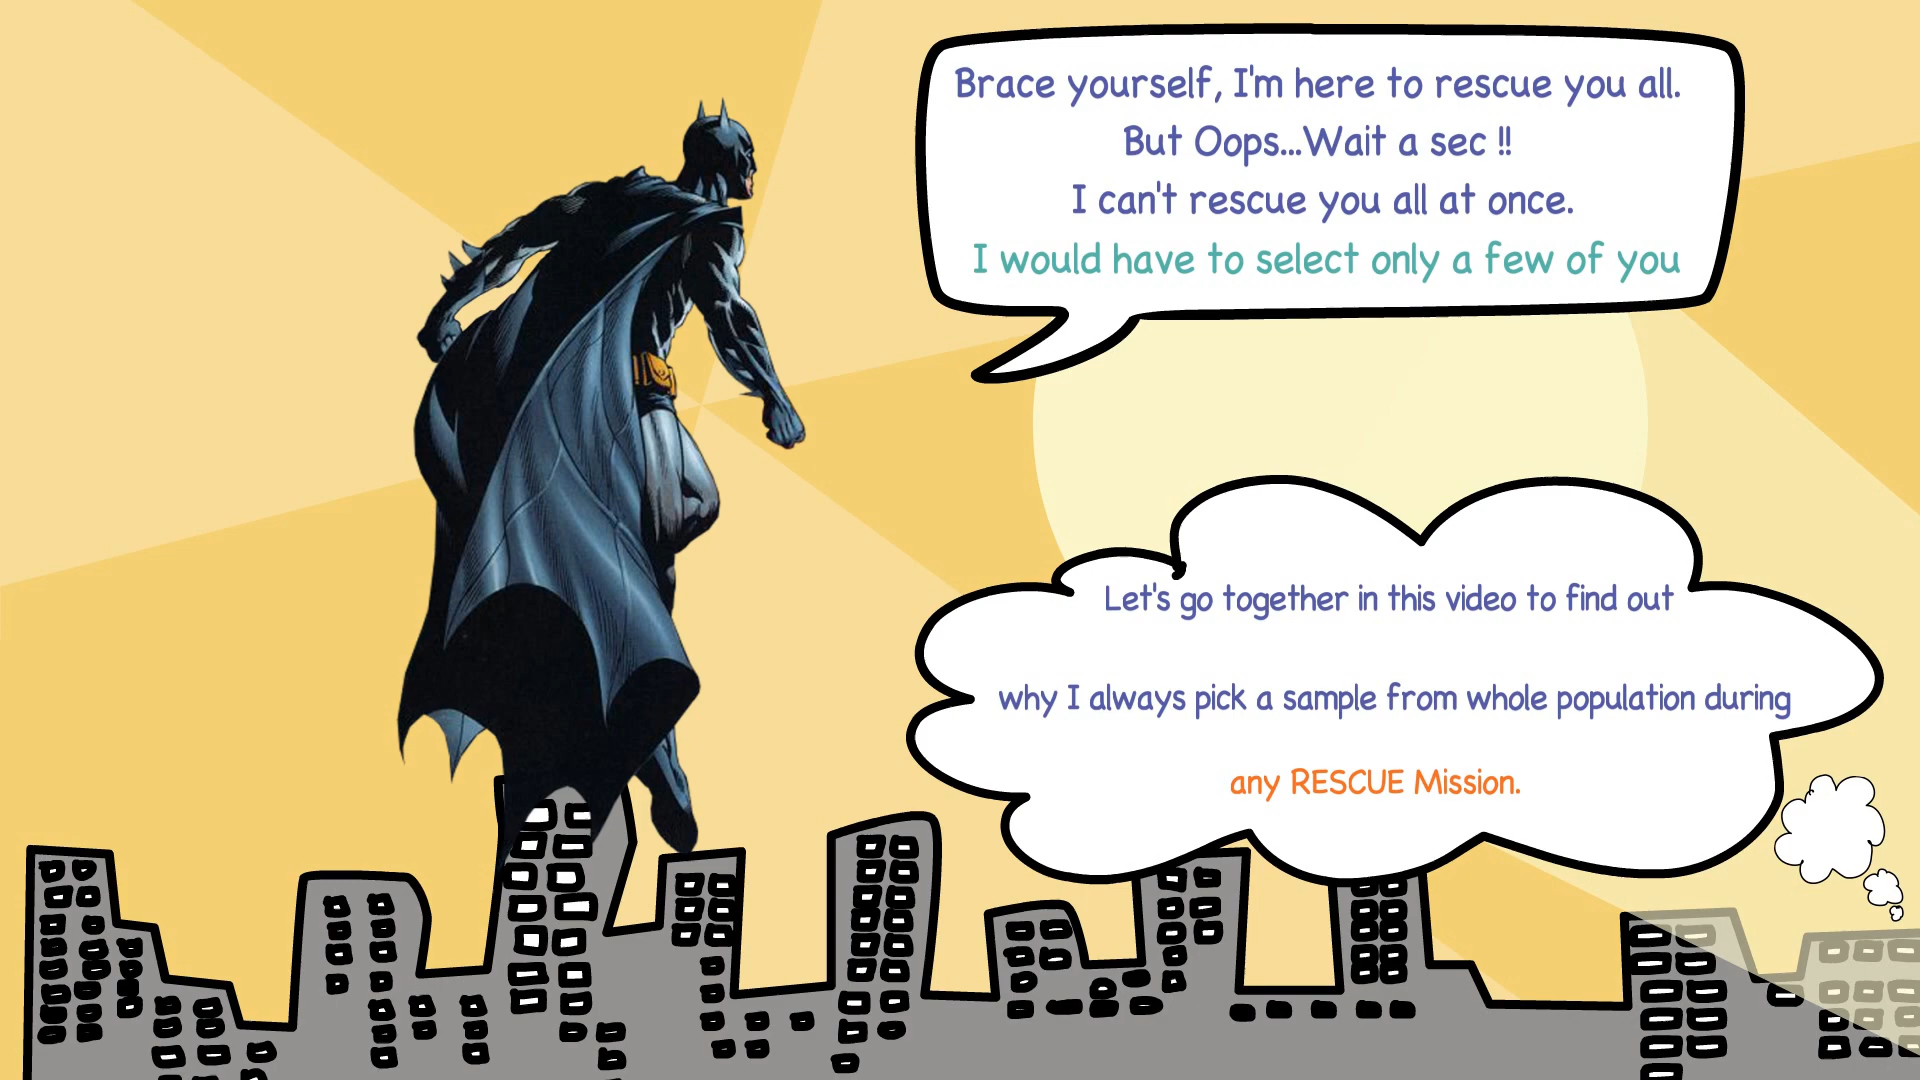 Brace yourself, I'm here to rescue you all.
But Oops...Wait a sec !!
I can't rescue you all at once.
I would have to select only a few of you
Let's go together in this video to find out
why I always pick a sample from whole population during
any RESCUE Mission.